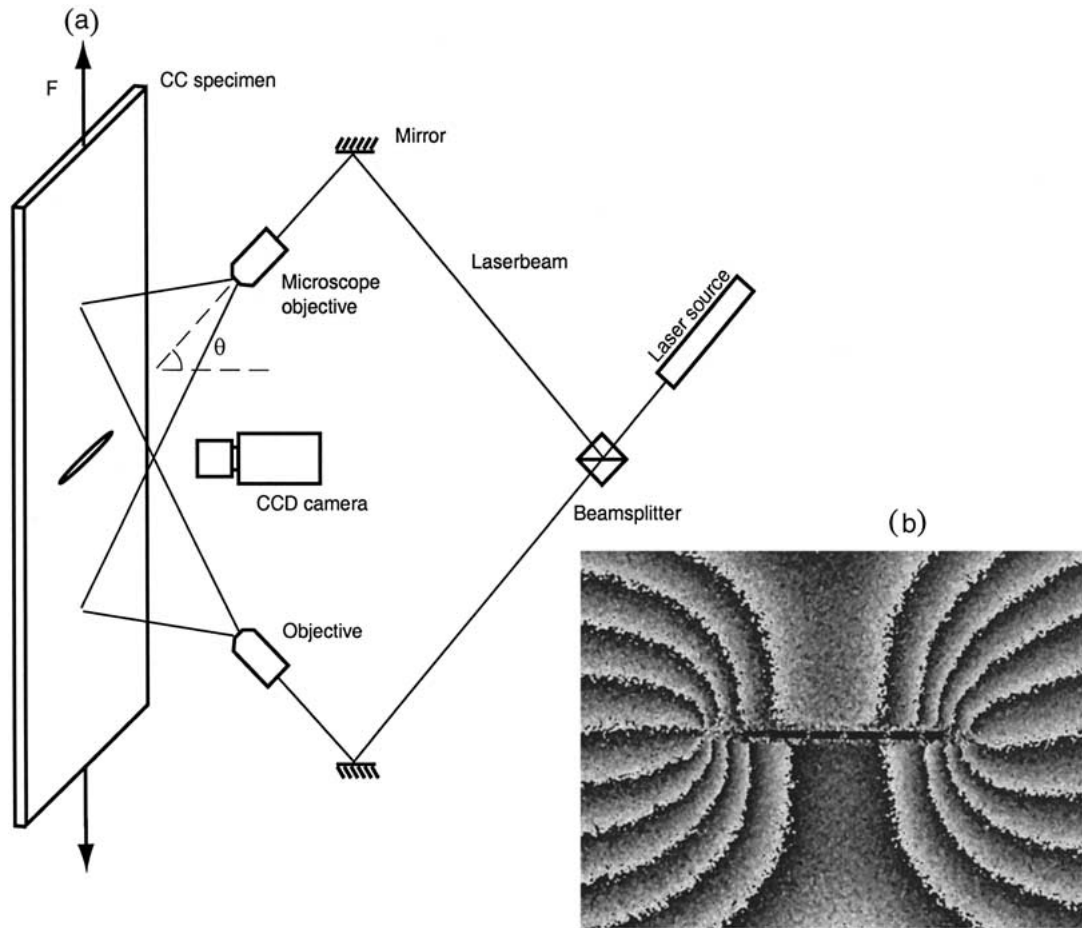 (a)
F
CC specimen
Mirror
Microscope
objective
Laserbeam
Laser source
θ
CCD camera
Beamsplitter
(b)
Objective